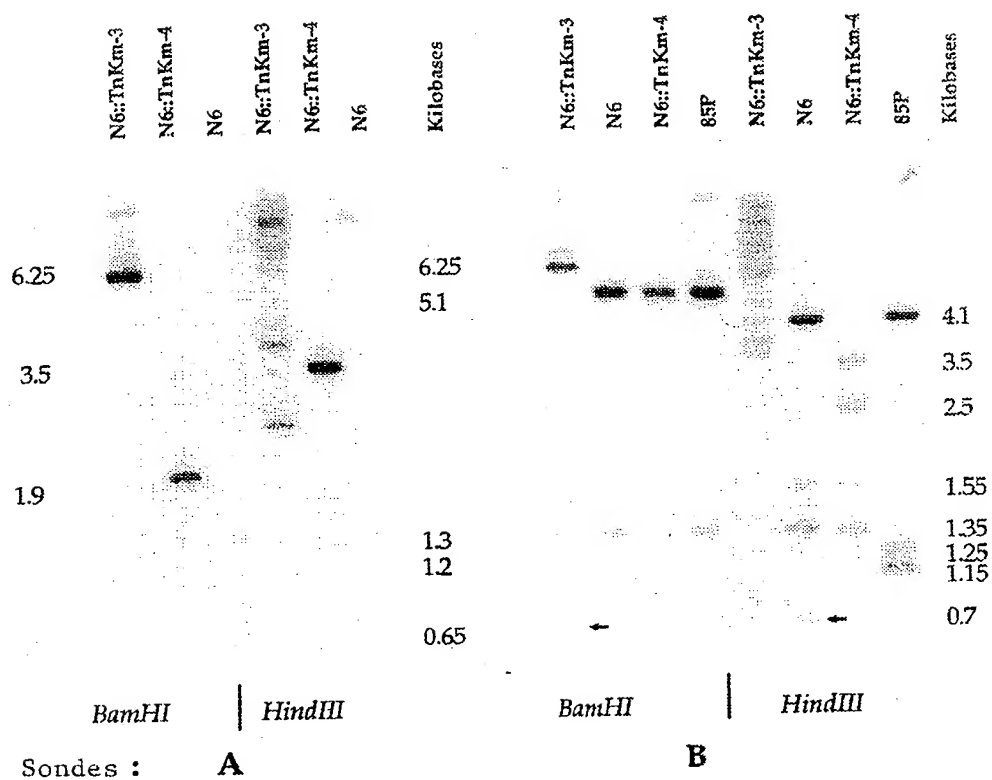 N6::TnKm-3
N6::TnKm-4
N6
N6::TnKm-3
N6::TnKm-4
N6
Kilobases
N6::TnKm-3
N6
N6::TnKm-4
85P
N6::TnKm-3
N6
N6::TnKm-4
85P
Kilobases
6.25
3.5
1.9
6.25
5.1
1.3
1.2
0.65
4.1
3.5
2.5
1.55
1.35
1.25
1.15
0.7
BamHI
HindIII
BamHI
HindIII
Sondes :
A
B